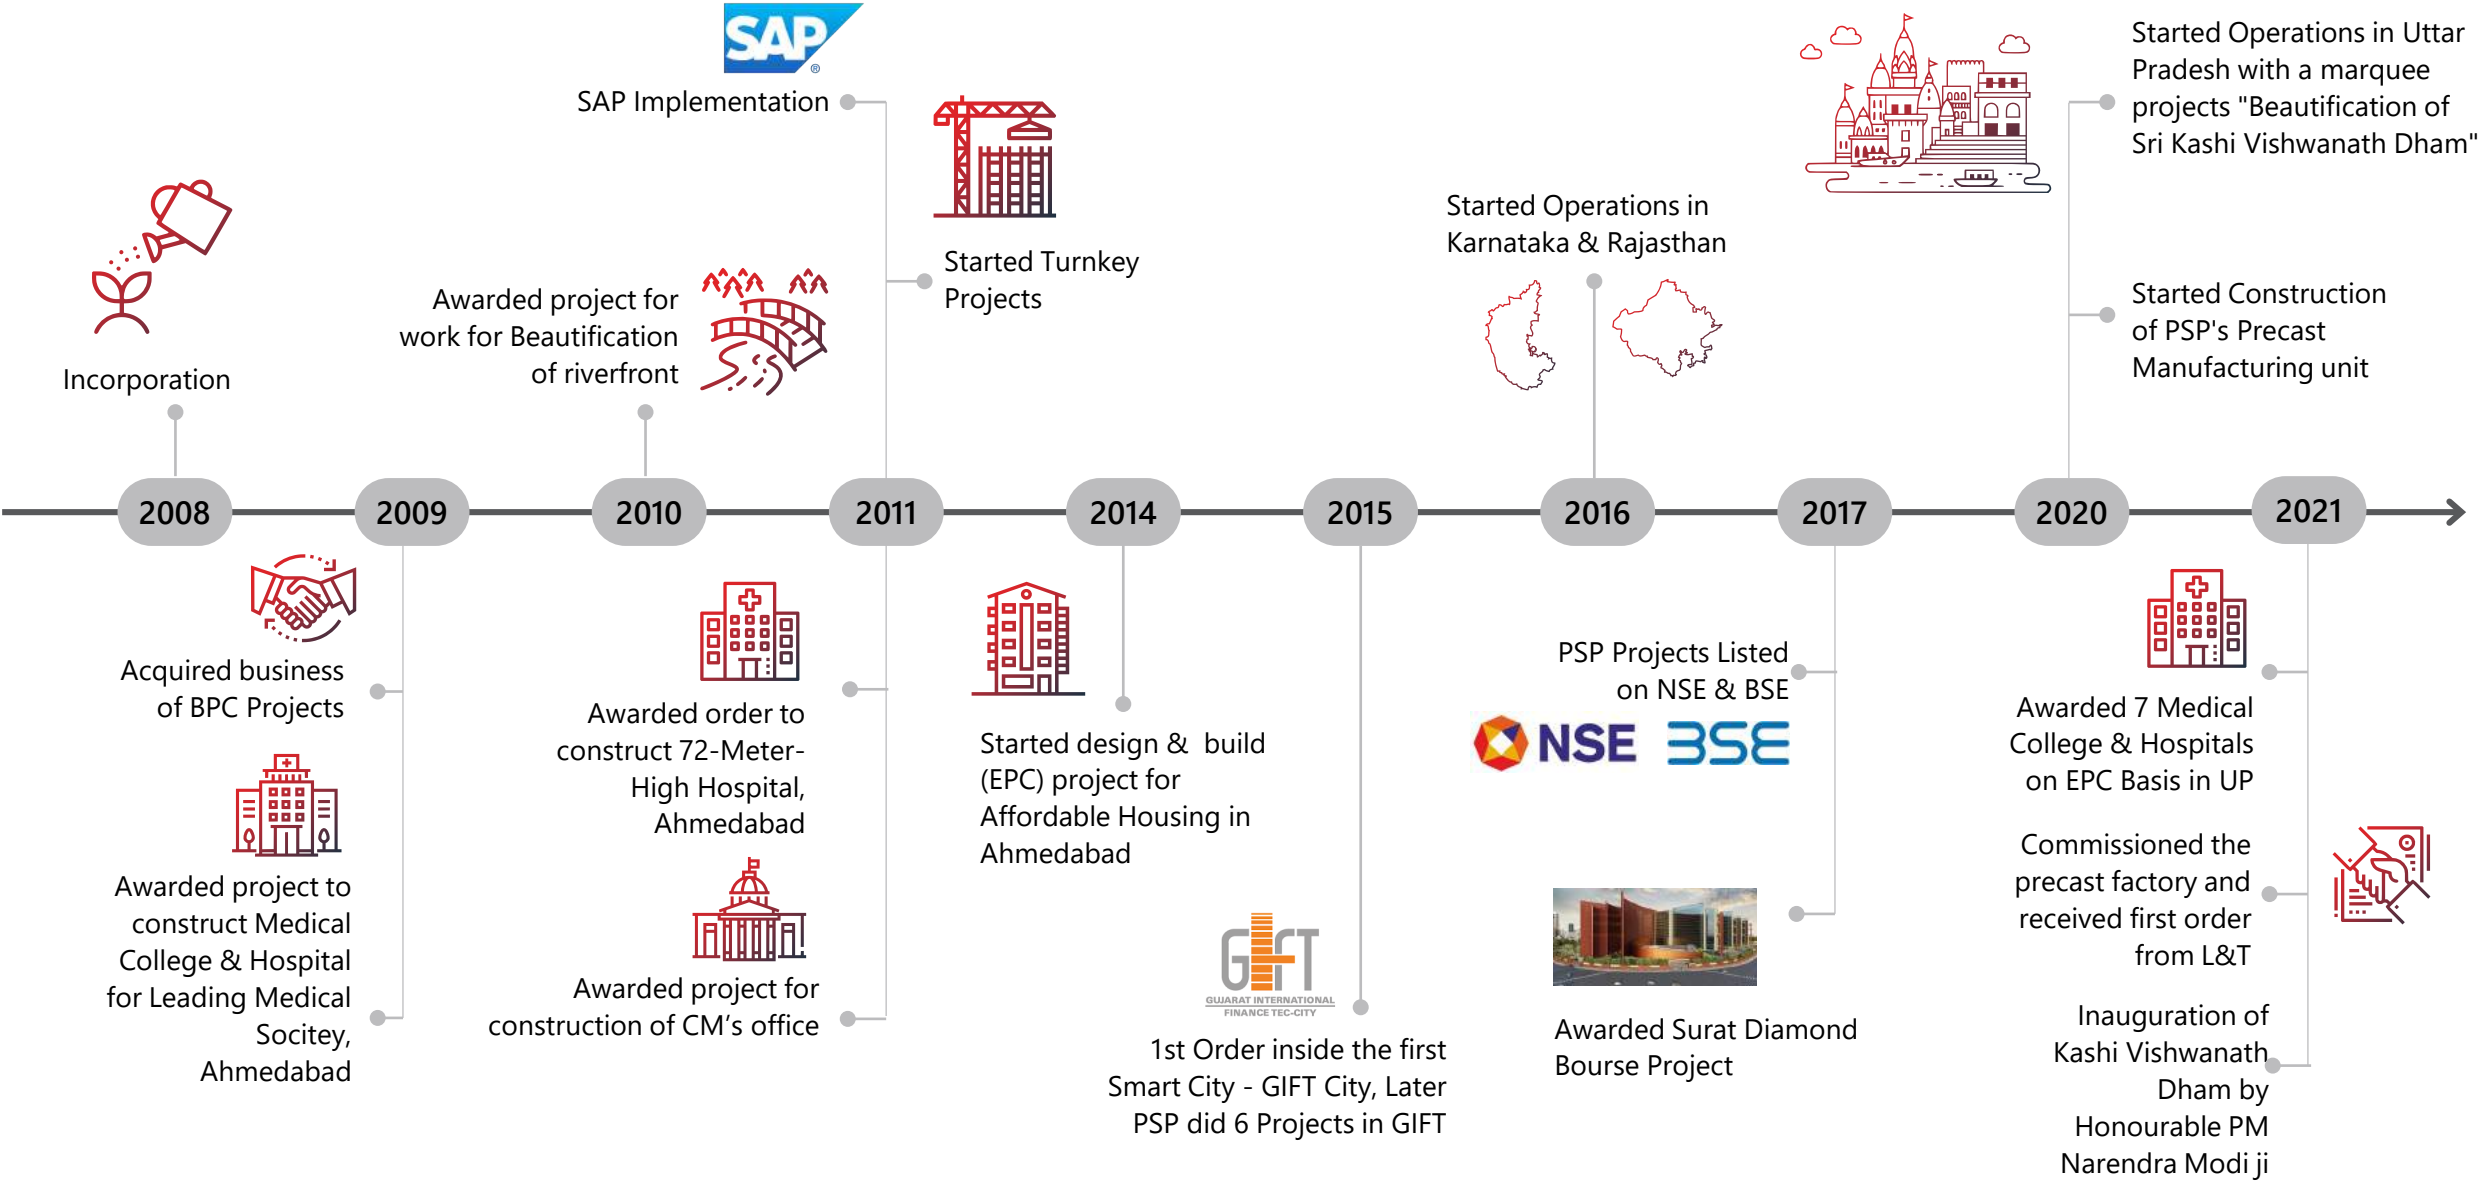 SAP
®
SAP Implementation
Started Turnkey
Projects
Started Operations in Uttar
Pradesh with a marquee
projects "Beautification of
Sri Kashi Vishwanath Dham"
Started Operations in
Karnataka & Rajasthan
Started Construction
of PSP's Precast
Manufacturing unit
Awarded project for
work for Beautification
of riverfront
Incorporation
2008
2009
2010
2011
2014
2015
2016
2017
2020
2021
Acquired business
of BPC Projects
Awarded project to
construct Medical
College & Hospital
for Leading Medical
Socitey,
Ahmedabad
Awarded order to
construct 72-Meter-
High Hospital,
Ahmedabad
Awarded project for
construction of CM’s office
Started design & build
(EPC) project for
Affordable Housing in
Ahmedabad
GIFT
GUJARAT INTERNATIONAL
FINANCE TEC-CITY
1st Order inside the first
Smart City - GIFT City, Later
PSP did 6 Projects in GIFT
PSP Projects Listed
on NSE & BSE
NSE
BSE
Awarded Surat Diamond
Bourse Project
Awarded 7 Medical
College & Hospitals
on EPC Basis in UP
Commissioned the
precast factory and
received first order
from L&T
Inauguration of
Kashi Vishwanath
Dham by
Honourable PM
Narendra Modi ji